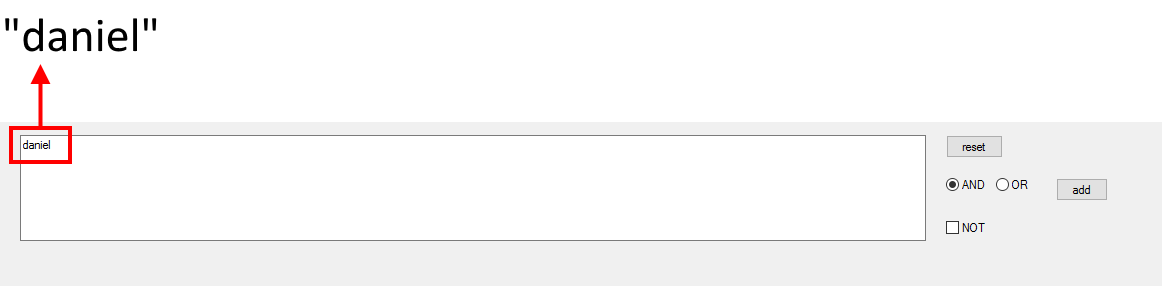 "daniel"
daniel
reset
AND OR
add
NOT